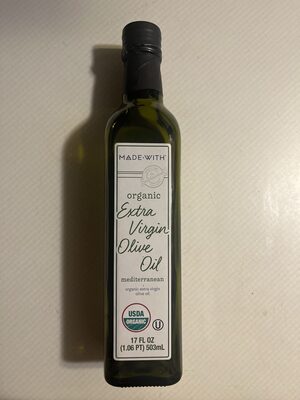 MADE·WITH
organic
Extra
Virgin
Olive
Oil
mediterranean
organic extra virgin
olive oil
USDA
ORGANIC
U
17 FL OZ
(1.06 PT) 503mL